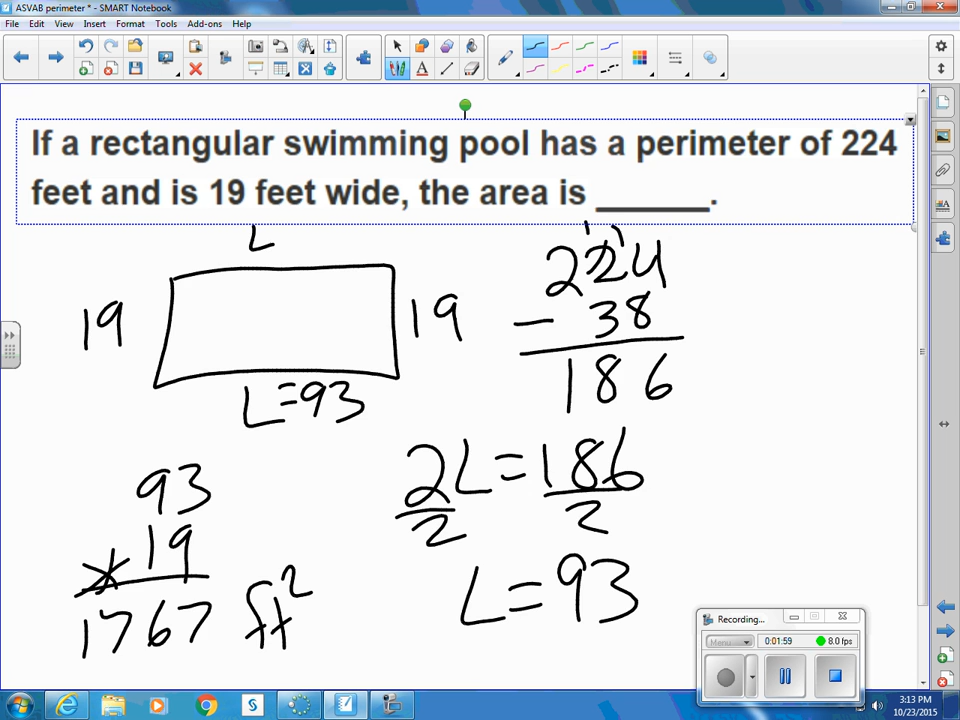 ASVAB perimeter * - SMART Notebook
File Edit View Insert Format Tools Add-ons Help
If a rectangular swimming pool has a perimeter of 224
feet and is 19 feet wide, the area is ______.
L
19
19
L=93
224
- 38
186
2L=186
2 2
L=93
93
* 19
1767 ft²
Recording...
Menu 0:01:59 8.0 fps
3:13 PM
10/23/2015